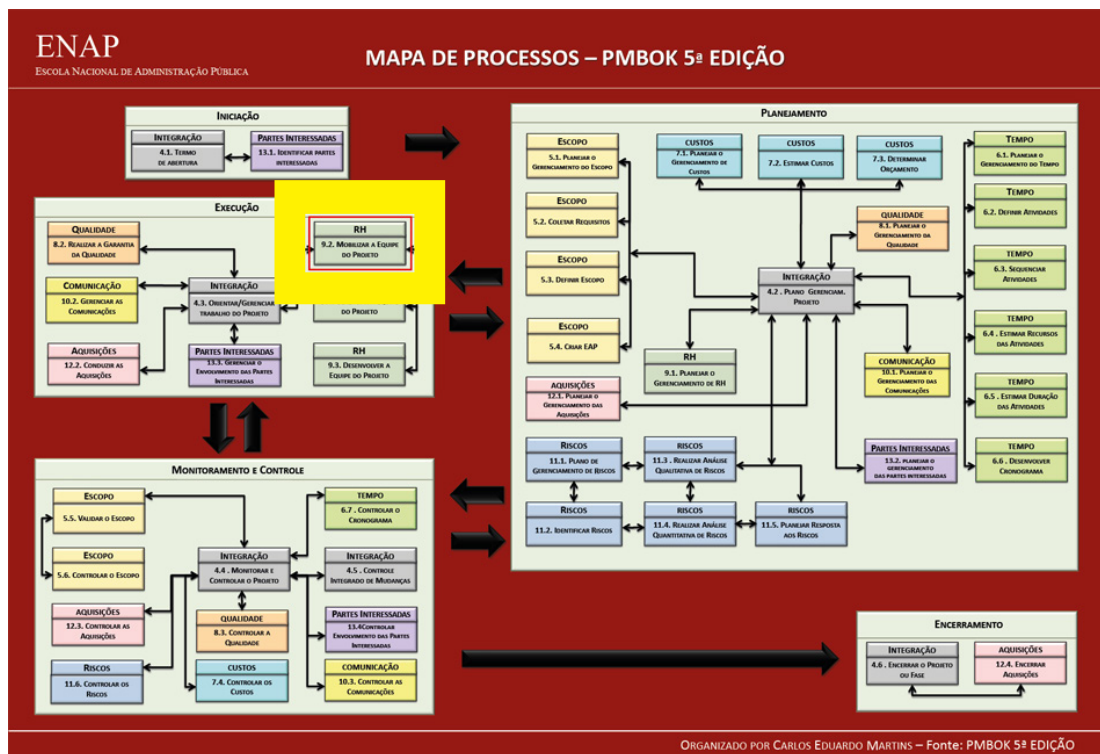 ENAP
ESCOLA NACIONAL DE ADMINISTRAÇÃO PÚBLICA
MAPA DE PROCESSOS – PMBOK 5ª EDIÇÃO
INICIAÇÃO
INTEGRAÇÃO
4.1. TERMO
DE ABERTURA
PARTES INTERESSADAS
13.1. IDENTIFICAR PARTES
INTERESSADAS
EXECUÇÃO
QUALIDADE
8.2. REALIZAR A GARANTIA
DA QUALIDADE
COMUNICAÇÃO
10.2. GERENCIAR AS
COMUNICAÇÕES
AQUISIÇÕES
12.2. CONDUZIR AS
AQUISIÇÕES
INTEGRAÇÃO
4.3. ORIENTAR/GERENCIAR
TRABALHO DO PROJETO
PARTES INTERESSADAS
13.3. GERENCIAR O
ENVOLVIMENTO DAS PARTES
INTERESSADAS
RH
9.2. MOBILIZAR A EQUIPE
DO PROJETO
DO PROJETO
RH
9.3. DESENVOLVER A
EQUIPE DO PROJETO
PLANEJAMENTO
ESCOPO
5.1. PLANEJAR O
GERENCIAMENTO DO ESCOPO
ESCOPO
5.2. COLETAR REQUISITOS
ESCOPO
5.3. DEFINIR ESCOPO
ESCOPO
5.4. CRIAR EAP
AQUISIÇÕES
12.1. PLANEJAR O
GERENCIAMENTO DAS
AQUISIÇÕES
CUSTOS
7.1. PLANEJAR O
GERENCIAMENTO DE
CUSTOS
CUSTOS
7.2. ESTIMAR CUSTOS
CUSTOS
7.3. DETERMINAR
ORÇAMENTO
QUALIDADE
8.1. PLANEJAR O
GERENCIAMENTO DA
QUALIDADE
INTEGRAÇÃO
4.2 . PLANO GERENCIAM.
PROJETO
RH
9.1. PLANEJAR O
GERENCIAMENTO DE RH
COMUNICAÇÃO
10.1. PLANEJAR O
GERENCIAMENTO DAS
COMUNICAÇÕES
PARTES INTERESSADAS
13.2. PLANEJAR O
GERENCIAMENTO
DAS PARTES INTERESSADAS
TEMPO
6.1. PLANEJAR O
GERENCIAMENTO DO TEMPO
TEMPO
6.2. DEFINIR ATIVIDADES
TEMPO
6.3. SEQUENCIAR
ATIVIDADES
TEMPO
6.4 . ESTIMAR RECURSOS
DAS ATIVIDADES
TEMPO
6.5 . ESTIMAR DURAÇÃO
DAS ATIVIDADES
TEMPO
6.6 . DESENVOLVER
CRONOGRAMA
RISCOS
11.1. PLANO DE
GERENCIAMENTO DE RISCOS
RISCOS
11.3 . REALIZAR ANÁLISE
QUALITATIVA DE RISCOS
RISCOS
11.2. IDENTIFICAR RISCOS
RISCOS
11.4. REALIZAR ANÁLISE
QUANTITATIVA DE RISCOS
RISCOS
11.5. PLANEJAR RESPOSTA
AOS RISCOS
MONITORAMENTO E CONTROLE
ESCOPO
5.5. VALIDAR O ESCOPO
ESCOPO
5.6. CONTROLAR O ESCOPO
AQUISIÇÕES
12.3. CONTROLAR AS
AQUISIÇÕES
RISCOS
11.6. CONTROLAR OS
RISCOS
INTEGRAÇÃO
4.4 . MONITORAR E
CONTROLAR O PROJETO
QUALIDADE
8.3. CONTROLAR A
QUALIDADE
CUSTOS
7.4. CONTROLAR OS
CUSTOS
TEMPO
6.7 . CONTROLAR O
CRONOGRAMA
INTEGRAÇÃO
4.5 . CONTROLE
INTEGRADO DE MUDANÇAS
PARTES INTERESSADAS
13.4CONTROLAR
ENVOLVIMENTO DAS PARTES
INTERESSADAS
COMUNICAÇÃO
10.3. CONTROLAR AS
COMUNICAÇÕES
ENCERRAMENTO
INTEGRAÇÃO
4.6 . ENCERRAR O PROJETO
OU FASE
AQUISIÇÕES
12.4. ENCERRAR
AQUISIÇÕES
ORGANIZADO POR CARLOS EDUARDO MARTINS – FONTE: PMBOK 5ª EDIÇÃO